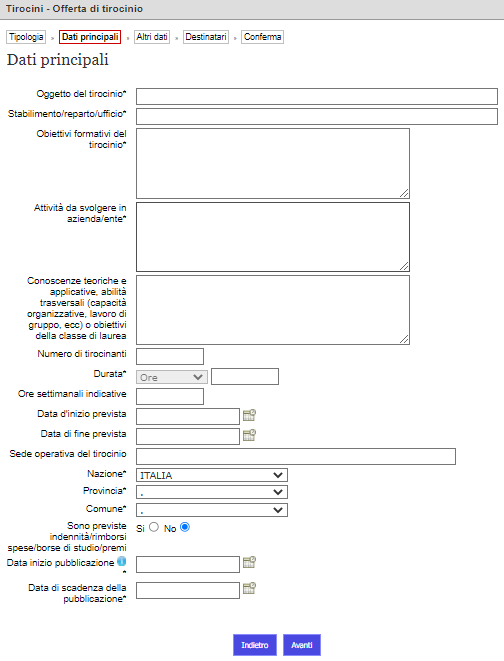 Tirocini - Offerta di tirocinio
Tipologia
Dati principali
Altri dati
Destinatari
Conferma
Dati principali
Oggetto del tirocinio*
Stabilimento/reparto/ufficio*
Obiettivi formativi del
tirocinio*
Attività da svolgere in
azienda/ente*
Conoscenze teoriche e
applicative, abilità
trasversali (capacità
organizzative, lavoro di
gruppo, ecc) o obiettivi
della classe di laurea
Numero di tirocinanti
Durata* Ore
Ore settimanali indicative
Data d'inizio prevista
Data di fine prevista
Sede operativa del tirocinio
Nazione* ITALIA
Provincia* .
Comune* .
Sono previste
indennità/rimborsi
spese/borse di studio/premi
Si No
Data inizio pubblicazione i
*
Data di scadenza della
pubblicazione*
Indietro Avanti